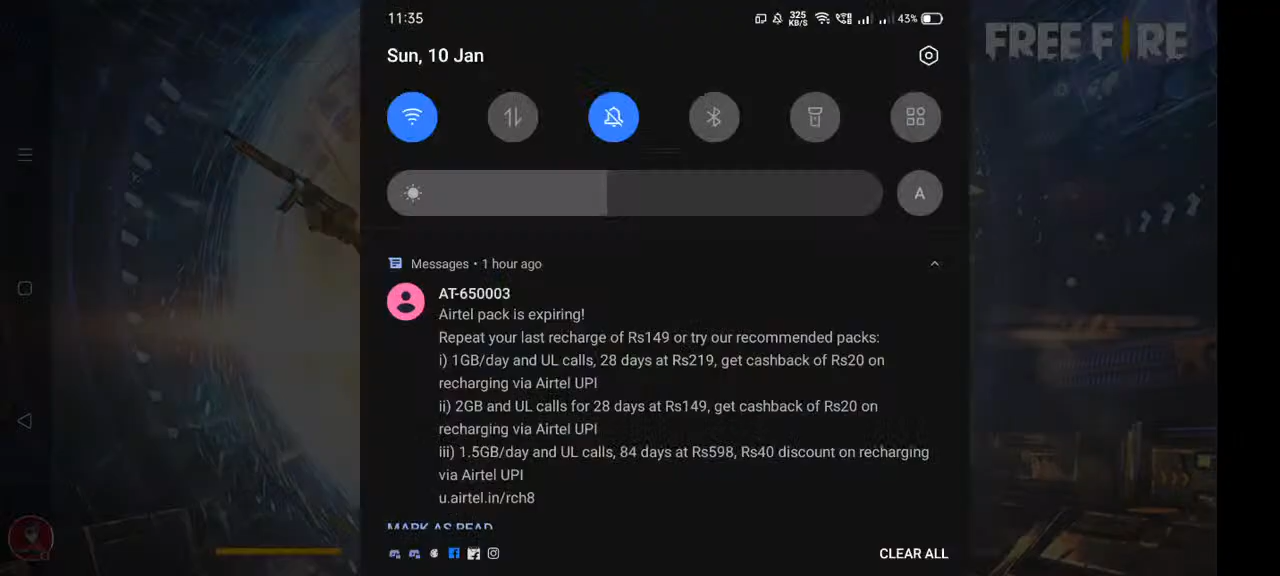 11:35
325
KB/S
43%
FREE FIRE
Sun, 10 Jan
A
Messages • 1 hour ago
AT-650003
Airtel pack is expiring!
Repeat your last recharge of Rs149 or try our recommended packs:
i) 1GB/day and UL calls, 28 days at Rs219, get cashback of Rs20 on
recharging via Airtel UPI
ii) 2GB and UL calls for 28 days at Rs149, get cashback of Rs20 on
recharging via Airtel UPI
iii) 1.5GB/day and UL calls, 84 days at Rs598, Rs40 discount on recharging
via Airtel UPI
u.airtel.in/rch8
MARK AS READ
CLEAR ALL